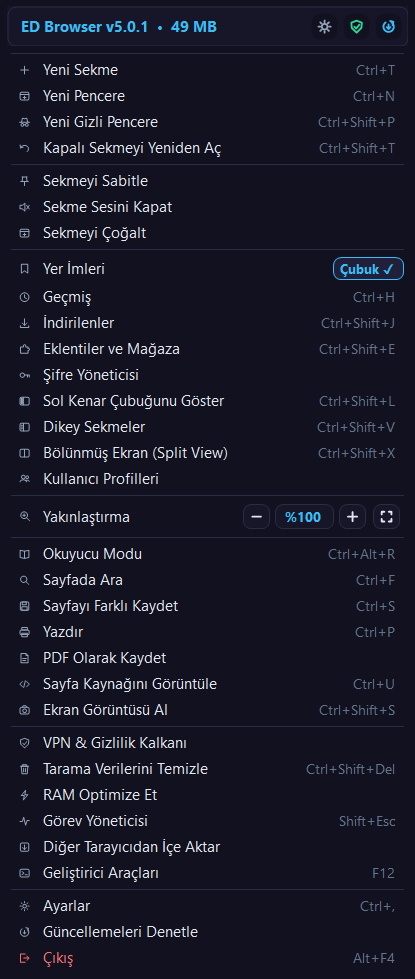 ED Browser v5.0.1 • 49 MB
Yeni Sekme Ctrl+T
Yeni Pencere Ctrl+N
Yeni Gizli Pencere Ctrl+Shift+P
Kapalı Sekmeyi Yeniden Aç Ctrl+Shift+T
Sekmeyi Sabitle
Sekme Sesini Kapat
Sekmeyi Çoğalt
Yer İmleri Çubuk ✓
Geçmiş Ctrl+H
İndirilenler Ctrl+Shift+J
Eklentiler ve Mağaza Ctrl+Shift+E
Şifre Yöneticisi
Sol Kenar Çubuğunu Göster Ctrl+Shift+L
Dikey Sekmeler Ctrl+Shift+V
Bölünmüş Ekran (Split View) Ctrl+Shift+X
Kullanıcı Profilleri
Yakınlaştırma − %100 +
Okuyucu Modu Ctrl+Alt+R
Sayfada Ara Ctrl+F
Sayfayı Farklı Kaydet Ctrl+S
Yazdır Ctrl+P
PDF Olarak Kaydet
Sayfa Kaynağını Görüntüle Ctrl+U
Ekran Görüntüsü Al Ctrl+Shift+S
VPN & Gizlilik Kalkanı
Tarama Verilerini Temizle Ctrl+Shift+Del
RAM Optimize Et
Görev Yöneticisi Shift+Esc
Diğer Tarayıcıdan İçe Aktar
Geliştirici Araçları F12
Ayarlar Ctrl+,
Güncellemeleri Denetle
Çıkış Alt+F4